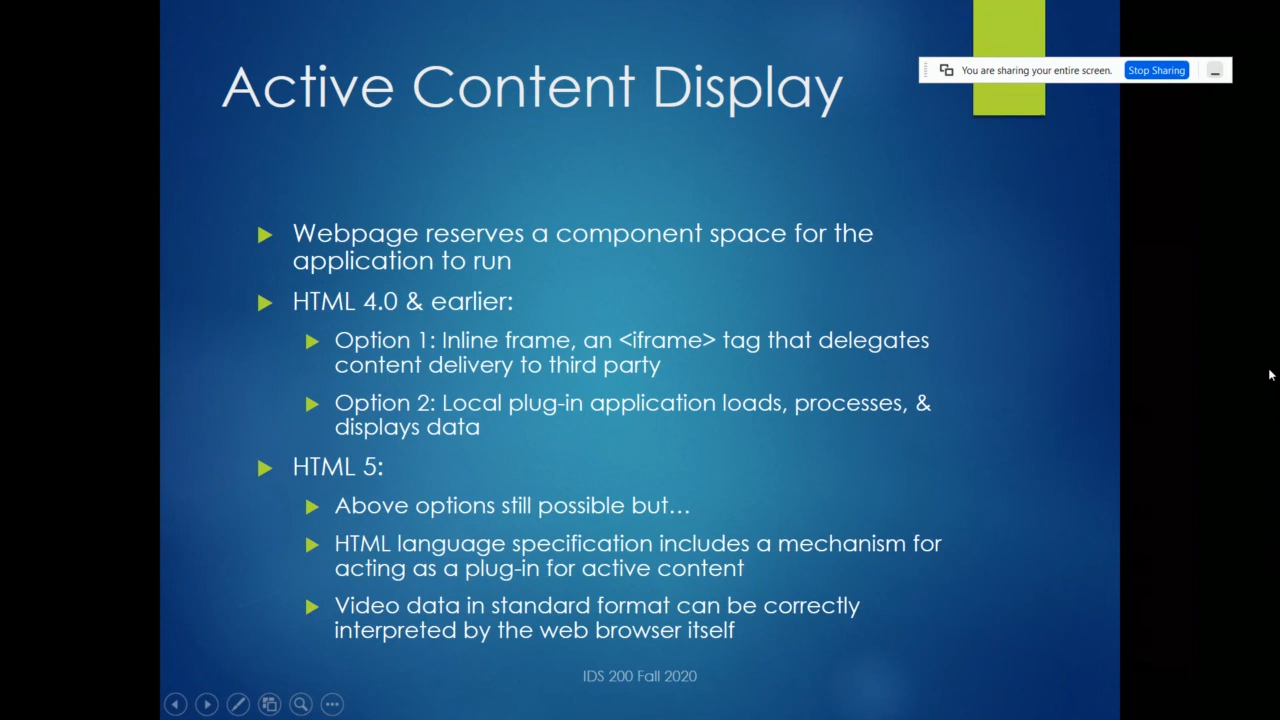 Active Content Display
You are sharing your entire screen.
Stop Sharing
Webpage reserves a component space for the
application to run
HTML 4.0 & earlier:
Option 1: Inline frame, an <iframe> tag that delegates
content delivery to third party
Option 2: Local plug-in application loads, processes, &
displays data
HTML 5:
Above options still possible but…
HTML language specification includes a mechanism for
acting as a plug-in for active content
Video data in standard format can be correctly
interpreted by the web browser itself
IDS 200 Fall 2020